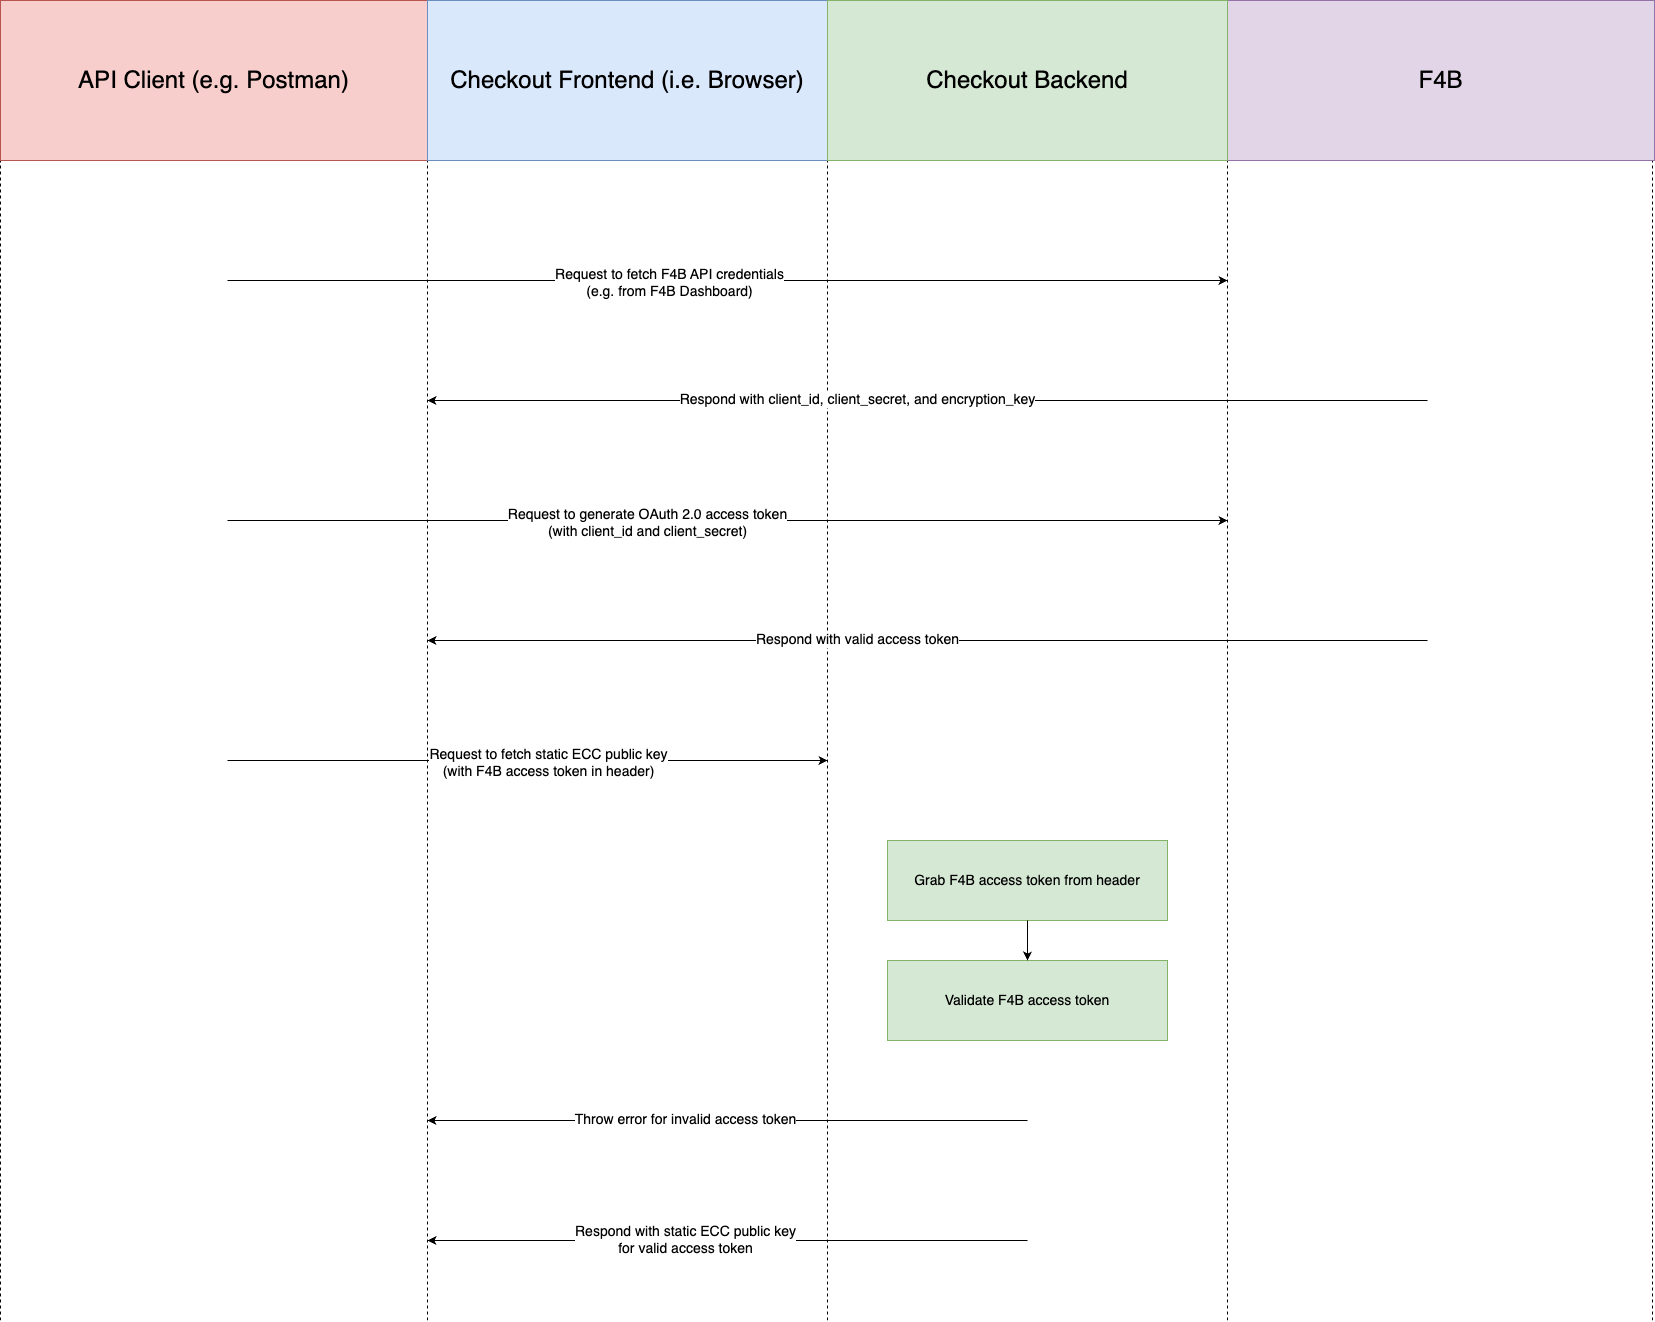 API Client (e.g. Postman)
Checkout Frontend (i.e. Browser)
Checkout Backend
F4B
Request to fetch F4B API credentials
(e.g. from F4B Dashboard)
Respond with client_id, client_secret, and encryption_key
Request to generate OAuth 2.0 access token
(with client_id and client_secret)
Respond with valid access token
Request to fetch static ECC public key
(with F4B access token in header)
Grab F4B access token from header
Validate F4B access token
Throw error for invalid access token
Respond with static ECC public key
for valid access token